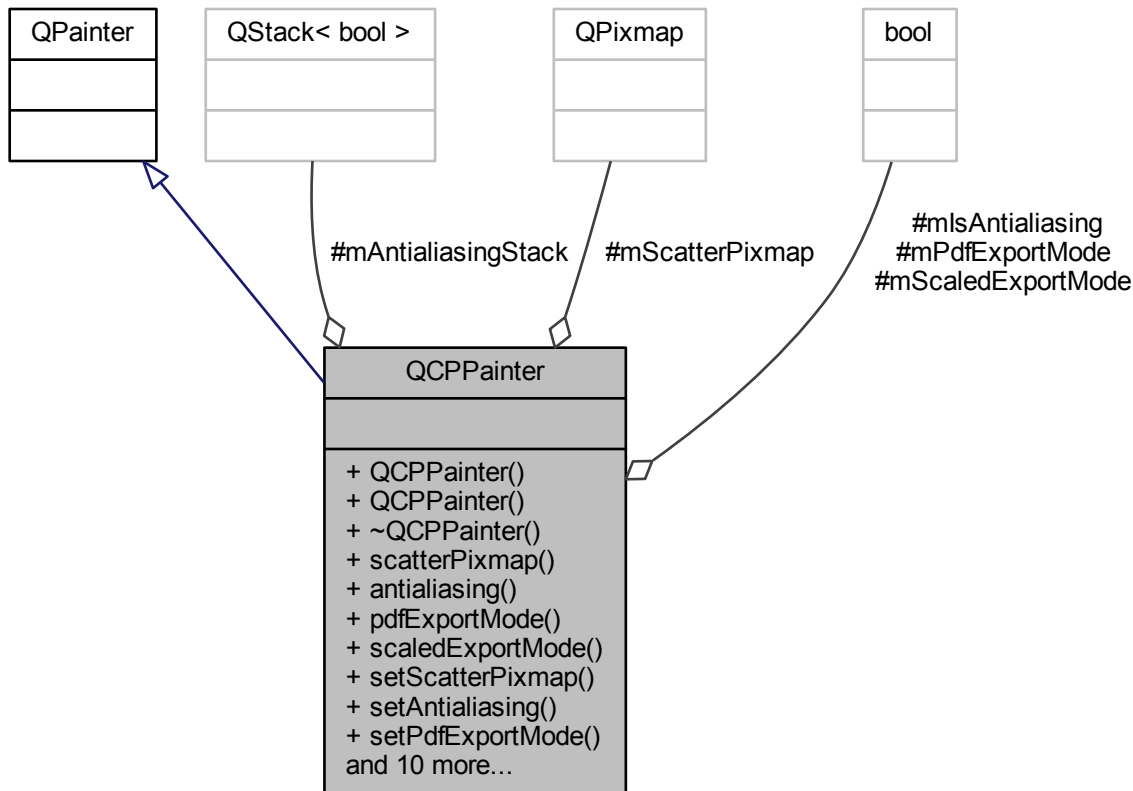 QPainter
QStack< bool >
QPixmap
bool
#mAntialiasingStack
#mScatterPixmap
#mIsAntialiasing
#mPdfExportMode
#mScaledExportMode
QCPPainter
+ QCPPainter()
+ QCPPainter()
+ ~QCPPainter()
+ scatterPixmap()
+ antialiasing()
+ pdfExportMode()
+ scaledExportMode()
+ setScatterPixmap()
+ setAntialiasing()
+ setPdfExportMode()
and 10 more...